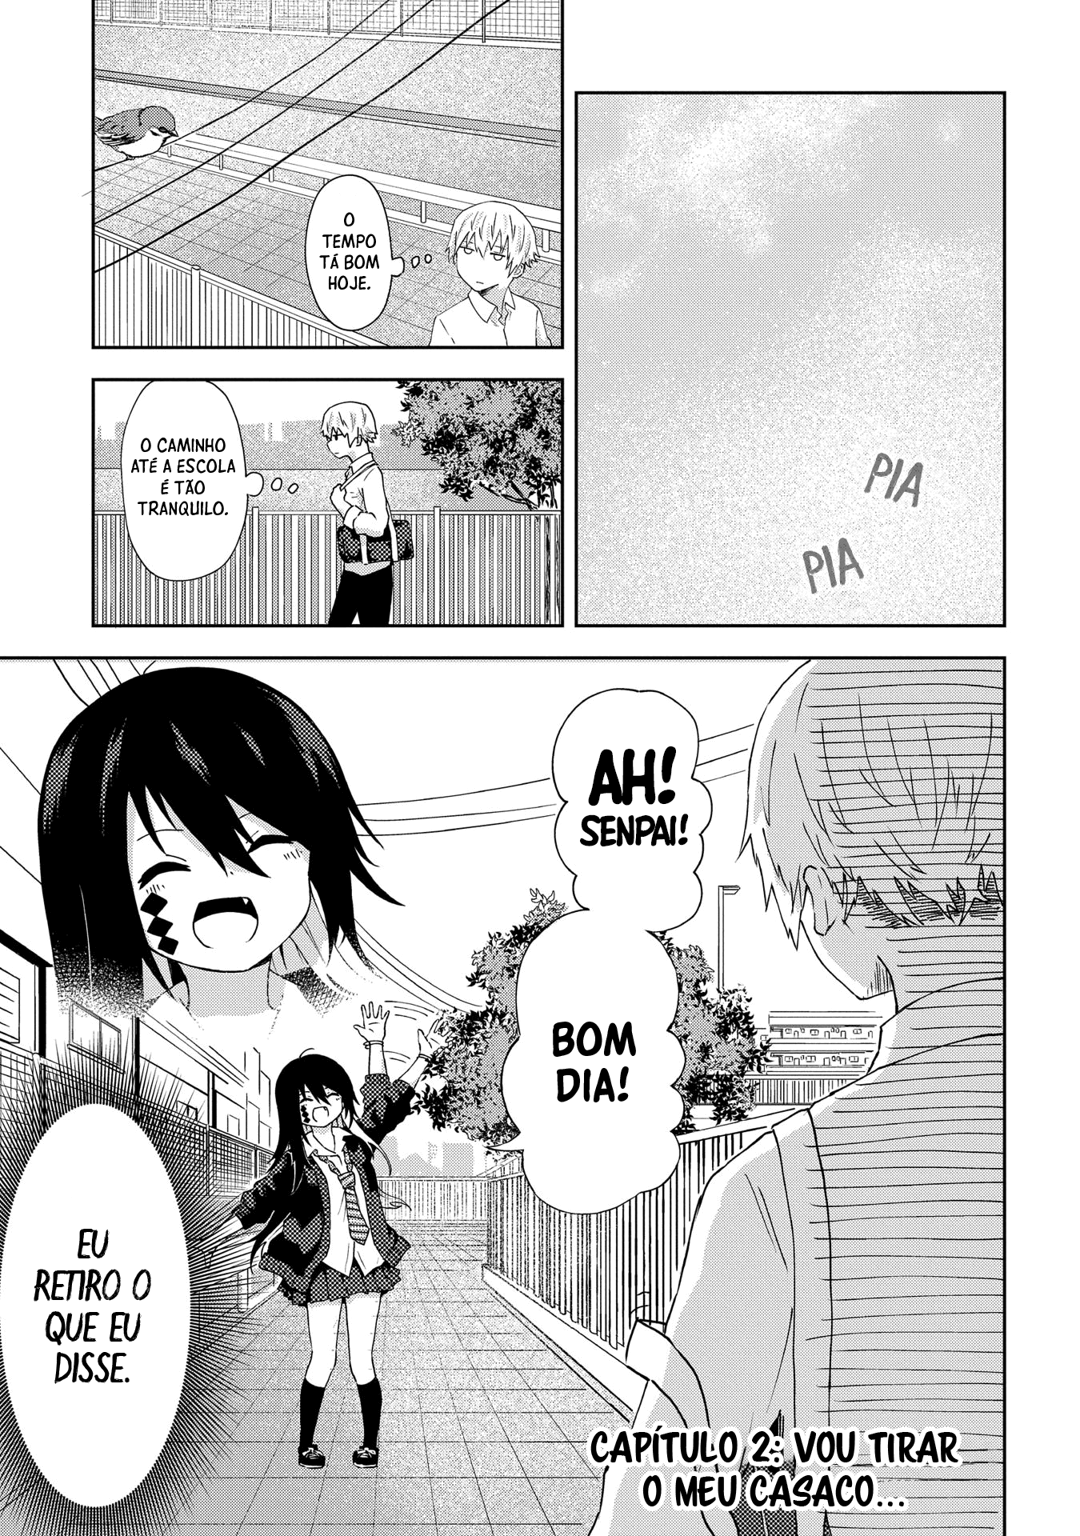 PIA
PIA
O
TEMPO
TÁ BOM
HOJE.
O CAMINHO
ATÉ A ESCOLA
É TÃO
TRANQUILO.
AH!
SENPAI!
BOM
DIA!
EU
RETIRO O
QUE EU
DISSE.
CAPÍTULO 2: VOU TIRAR
O MEU CASACO...